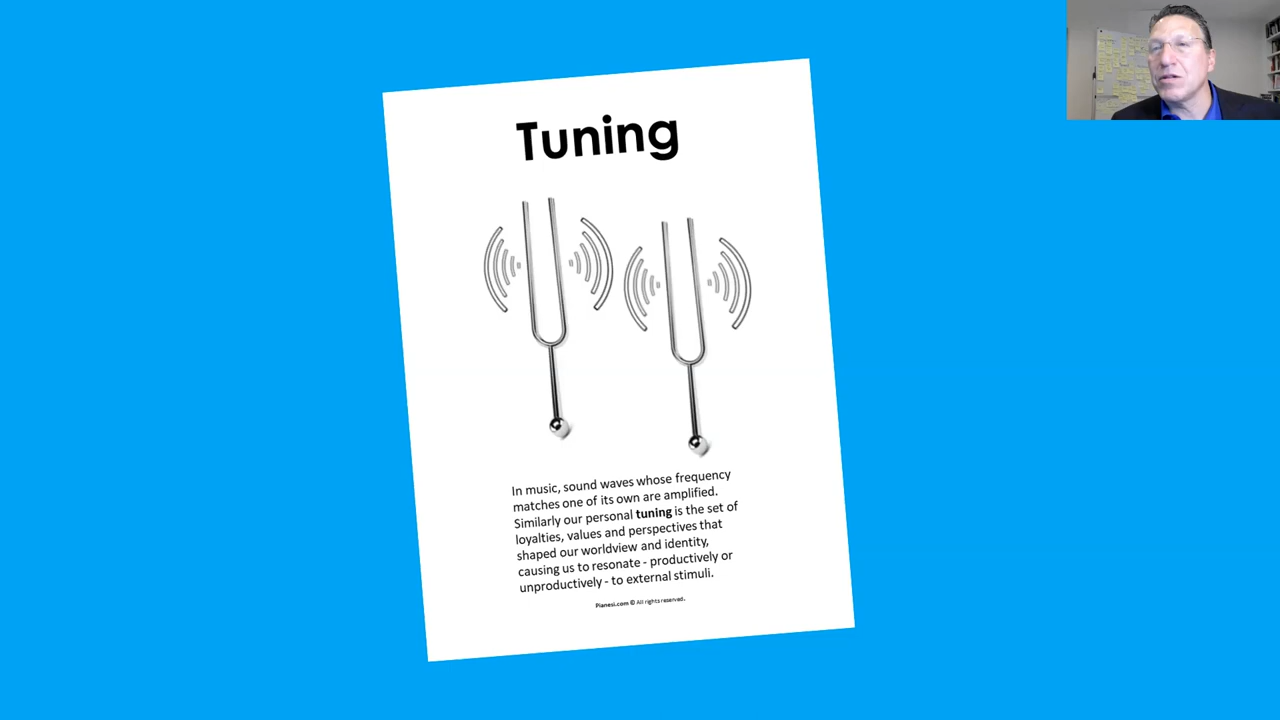 Tuning
In music, sound waves whose frequency
matches one of its own are amplified.
Similarly our personal tuning is the set of
loyalties, values and perspectives that
shaped our worldview and identity,
causing us to resonate - productively or
unproductively - to external stimuli.
Pianesi.com © All rights reserved.